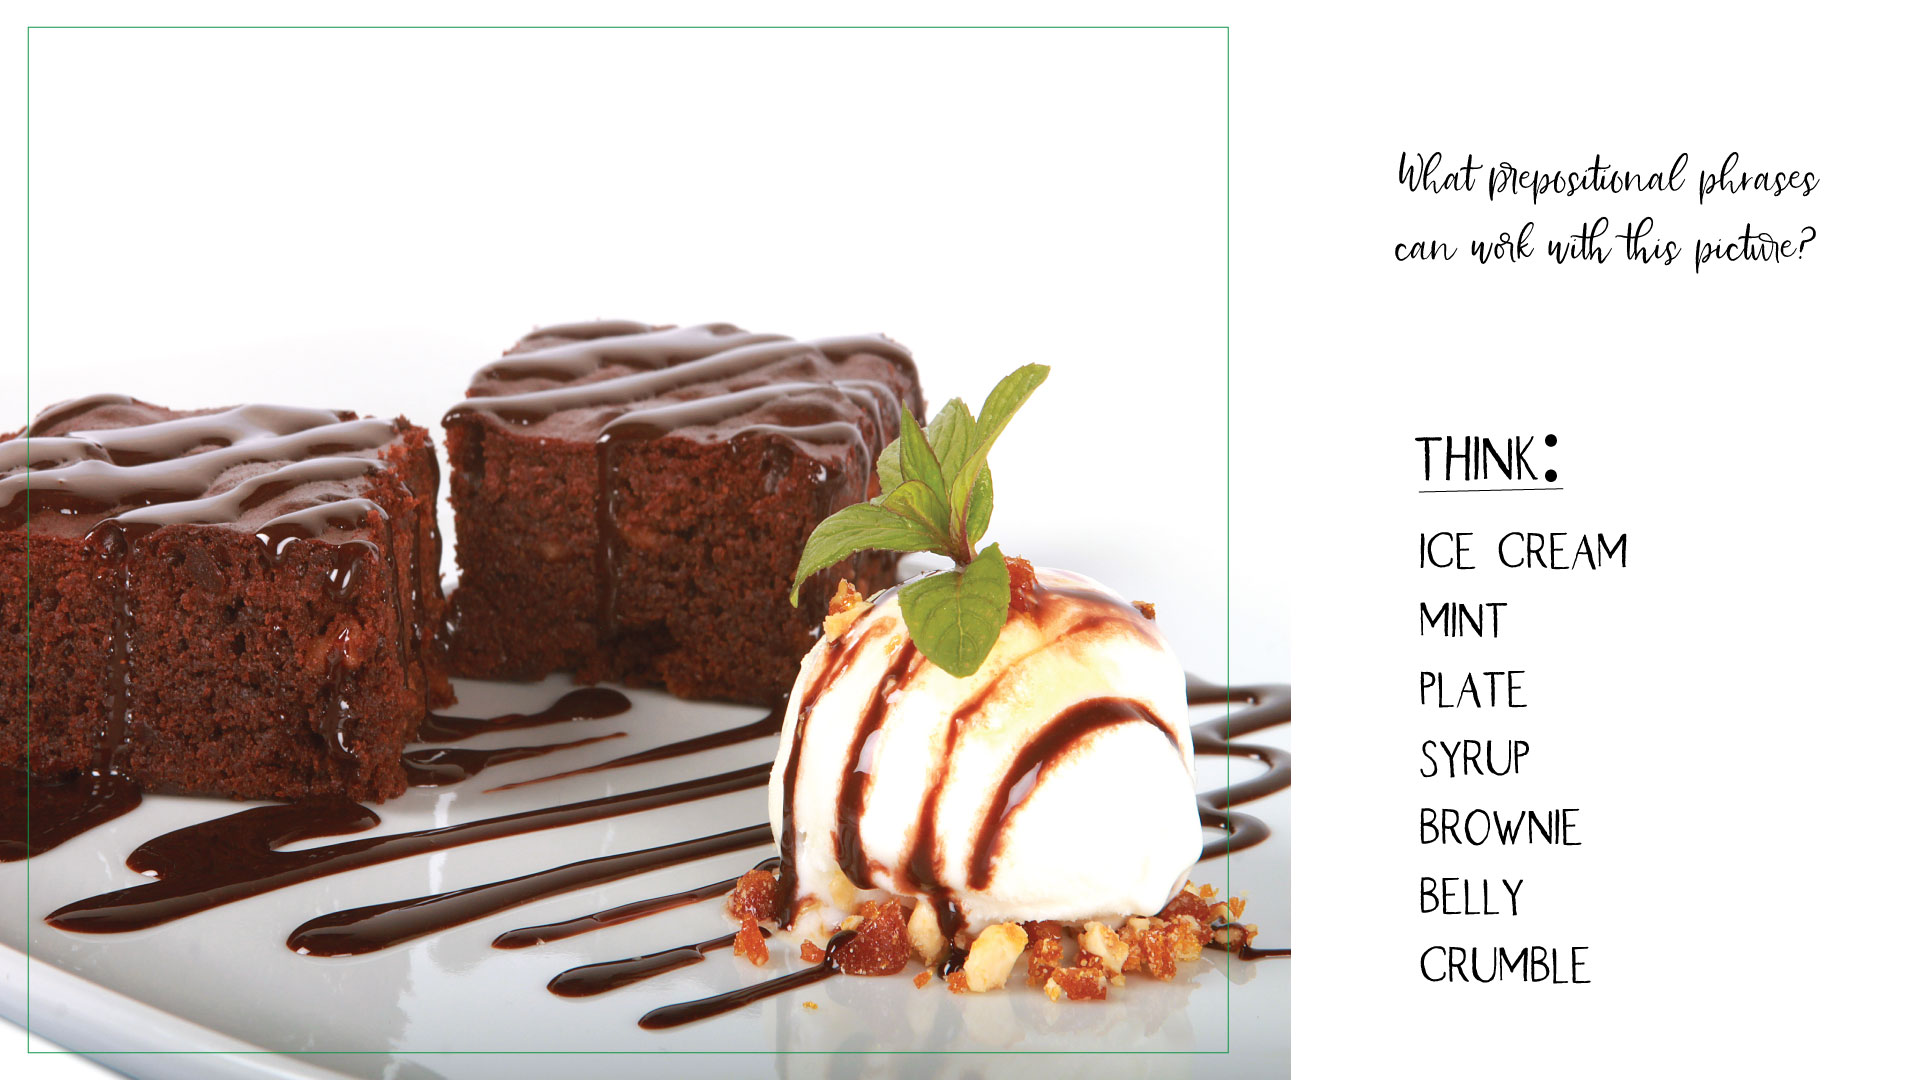 What prepositional phrases
can work with this picture?
THINK:
ICE CREAM
MINT
PLATE
SYRUP
BROWNIE
BELLY
CRUMBLE